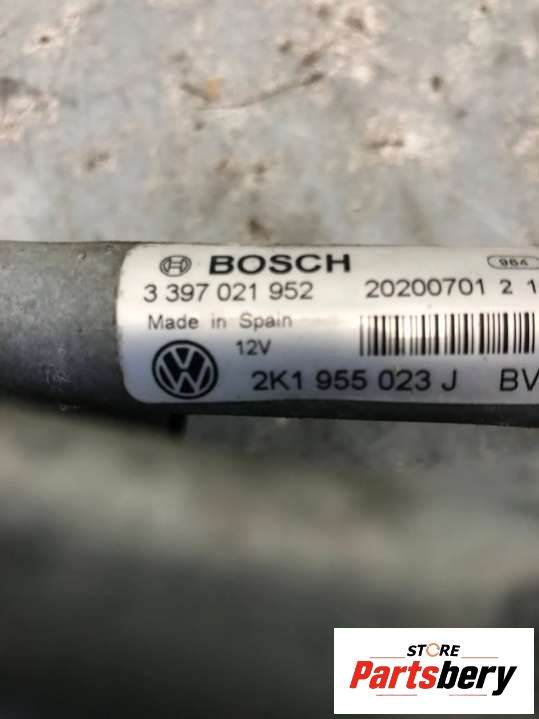 BOSCH 964
3 397 021 952 20200701 2 1
Made in Spain
12V
2K1 955 023 J BV
STORE
Partsbery